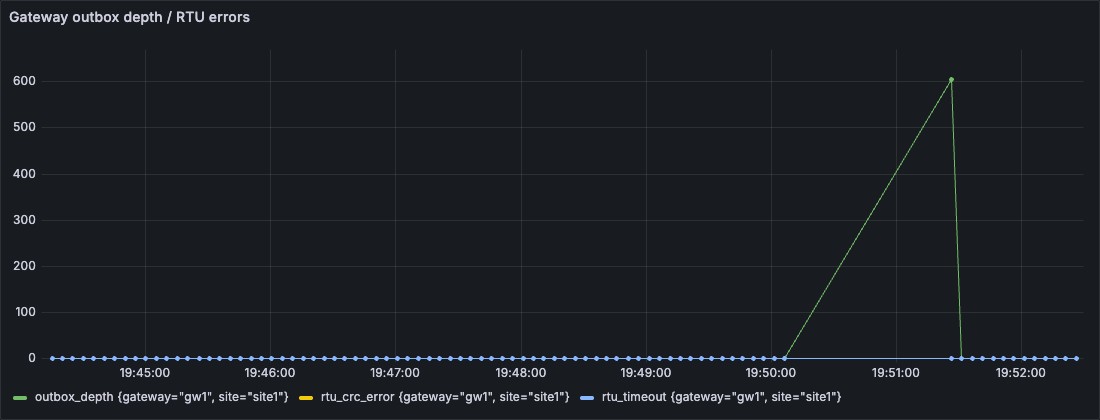 Gateway outbox depth / RTU errors
600
500
400
300
200
100
0
19:45:00 19:46:00 19:47:00 19:48:00 19:49:00 19:50:00 19:51:00 19:52:00
outbox_depth {gateway="gw1", site="site1"} rtu_crc_error {gateway="gw1", site="site1"} rtu_timeout {gateway="gw1", site="site1"}